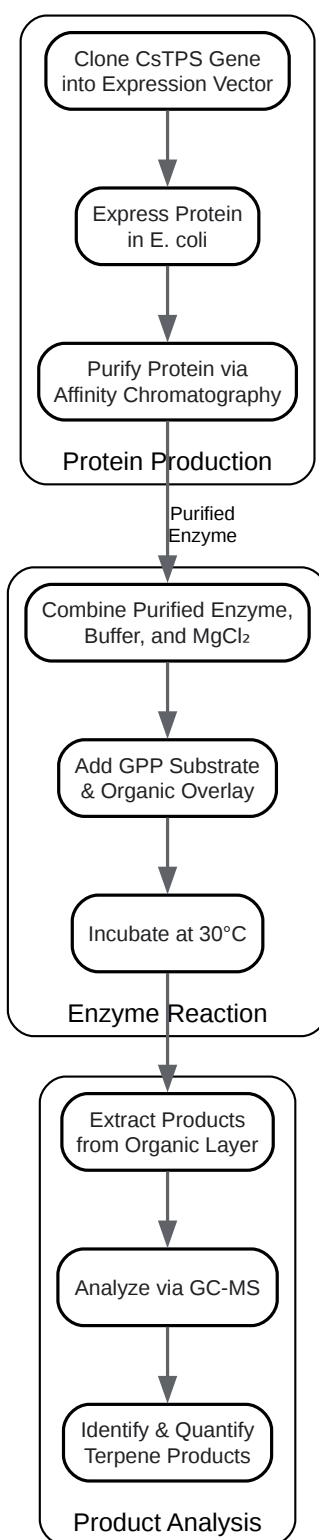 Clone CsTPS Gene
into Expression Vector
Express Protein
in E. coli
Purify Protein via
Affinity Chromatography
Protein Production
Purified
Enzyme
Combine Purified Enzyme,
Buffer, and MgCl₂
Add GPP Substrate
& Organic Overlay
Incubate at 30°C
Enzyme Reaction
Extract Products
from Organic Layer
Analyze via GC-MS
Identify & Quantify
Terpene Products
Product Analysis